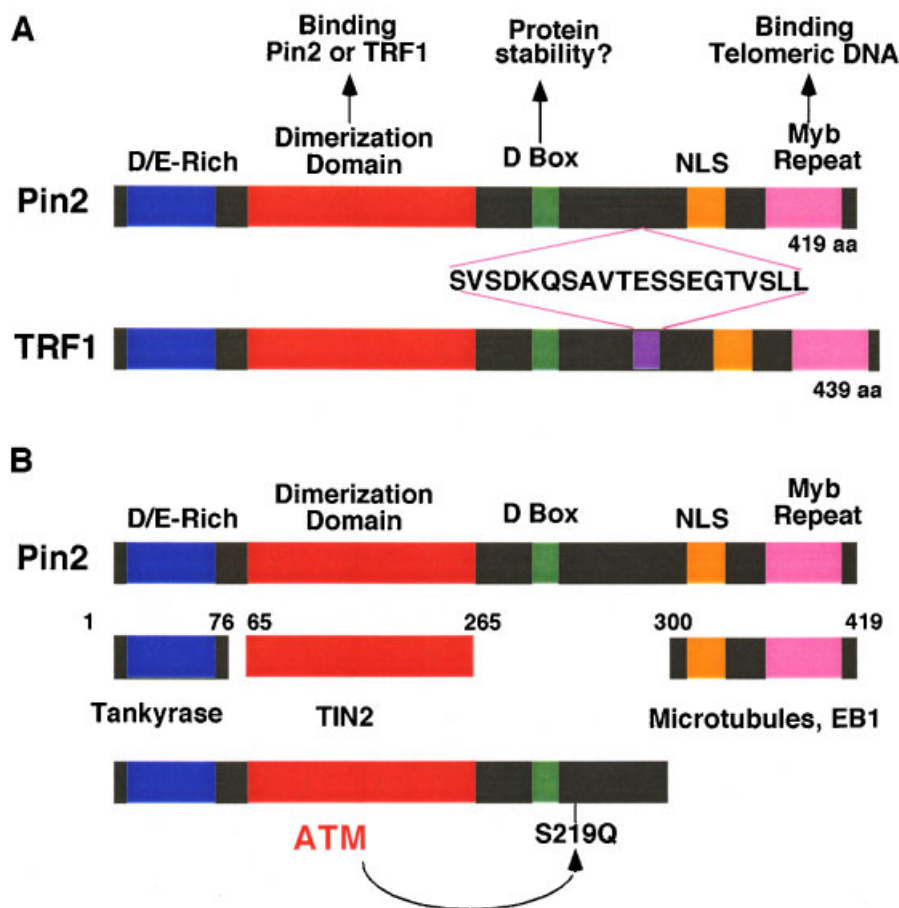 A
Binding
Pin2 or TRF1
Protein
stability?
Binding
Telomeric DNA
D/E-Rich
Dimerization
Domain
D Box
NLS
Myb
Repeat
Pin2
419 aa
SVSDKQSAVTESSEGTVSLL
TRF1
439 aa
B
D/E-Rich
Dimerization
Domain
D Box
NLS
Myb
Repeat
Pin2
1 76 65 265 300 419
Tankyrase TIN2 Microtubules, EB1
ATM S219Q